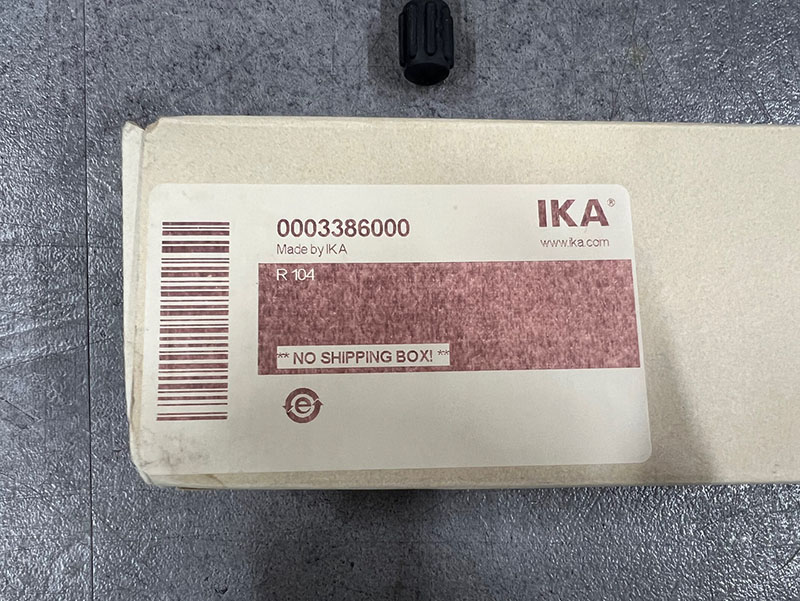 0003386000
Made by IKA
IKA®
www.ika.com
R 104
** NO SHIPPING BOX! **
e